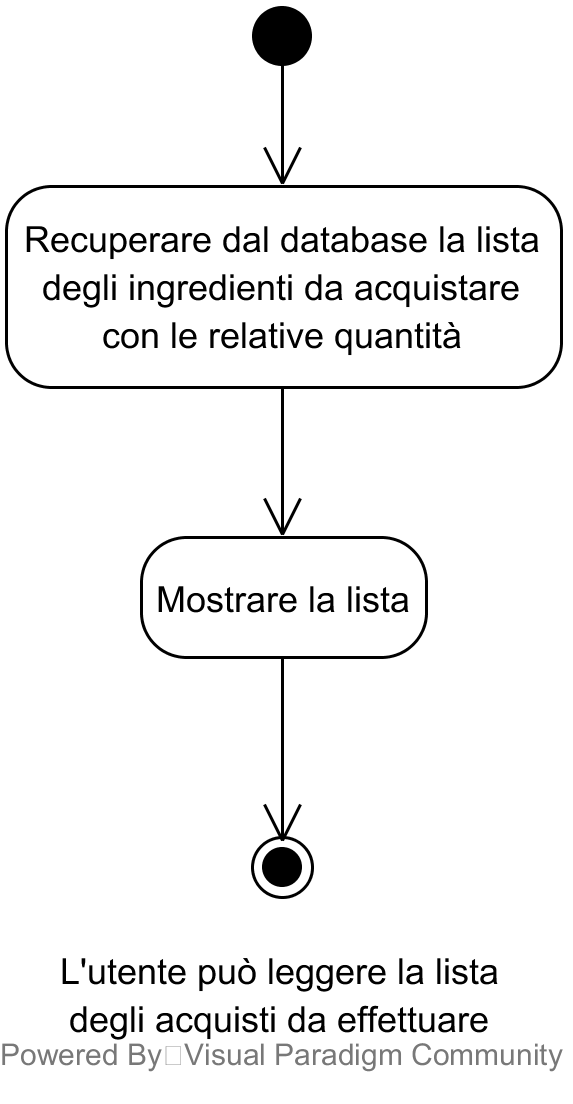 Recuperare dal database la lista
degli ingredienti da acquistare
con le relative quantità
Mostrare la lista
L'utente può leggere la lista
degli acquisti da effettuare
Powered By Visual Paradigm Community